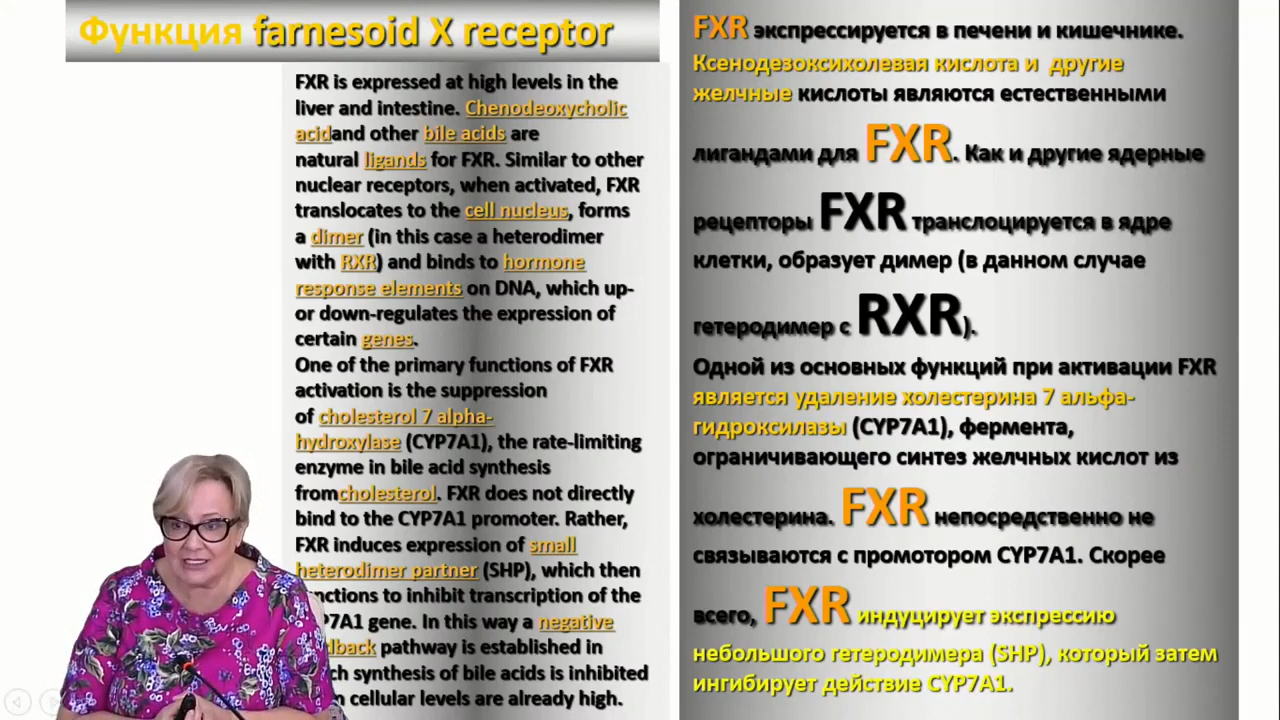 Функция farnesoid X receptor
FXR is expressed at high levels in the
liver and intestine. Chenodeoxycholic
acidand other bile acids are
natural ligands for FXR. Similar to other
nuclear receptors, when activated, FXR
translocates to the cell nucleus, forms
a dimer (in this case a heterodimer
with RXR) and binds to hormone
response elements on DNA, which up-
or down-regulates the expression of
certain genes.
One of the primary functions of FXR
activation is the suppression
of cholesterol 7 alpha-
hydroxylase (CYP7A1), the rate-limiting
enzyme in bile acid synthesis
fromcholesterol. FXR does not directly
bind to the CYP7A1 promoter. Rather,
FXR induces expression of small
heterodimer partner (SHP), which then
to inhibit transcription of the
gene. In this way a negative
pathway is established in
synthesis of bile acids is inhibited
cellular levels are already high.
FXR экспрессируется в печени и кишечнике.
Ксенодезоксихолевая кислота и другие
желчные кислоты являются естественными
лигандами для FXR. Как и другие ядерные
рецепторы FXR транслоцируется в ядре
клетки, образует димер (в данном случае
гетеродимер с RXR).
Одной из основных функций при активации FXR
является удаление холестерина 7 альфа-
гидроксилазы (CYP7A1), фермента,
ограничивающего синтез желчных кислот из
холестерина. FXR непосредственно не
связываются с промотором CYP7A1. Скорее
всего, FXR индуцирует экспрессию
небольшого гетеродимера (SHP), который затем
ингибирует действие CYP7A1.